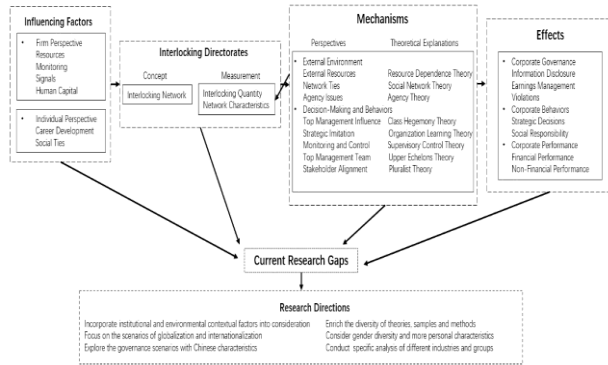 Influencing Factors
• Firm Perspective
Resources
Monitoring
Signals
Human Capital
• Individual Perspective
Career Development
Social Ties
Interlocking Directorates
Concept
Measurement
Interlocking Network
Interlocking Quantity
Network Characteristics
Mechanisms
Perspectives Theoretical Explanations
• External Environment
External Resources Resource Dependence Theory
Network Ties Social Network Theory
Agency Issues Agency Theory
• Decision-Making and Behaviors
Top Management Influence Class Hegemony Theory
Strategic Imitation Organization Learning Theory
Monitoring and Control Supervisory Control Theory
Top Management Team Upper Echelons Theory
Stakeholder Alignment Pluralist Theory
Effects
• Corporate Governance
Information Disclosure
Earnings Management
Violations
• Corporate Behaviors
Strategic Decisions
Social Responsibility
• Corporate Performance
Financial Performance
Non-Financial Performance
Current Research Gaps
Research Directions
Incorporate institutional and environmental contextual factors into consideration Enrich the diversity of theories, samples and methods
Focus on the scenarios of globalization and internationalization Consider gender diversity and more personal characteristics
Explore the governance scenarios with Chinese characteristics Conduct specific analysis of different industries and groups